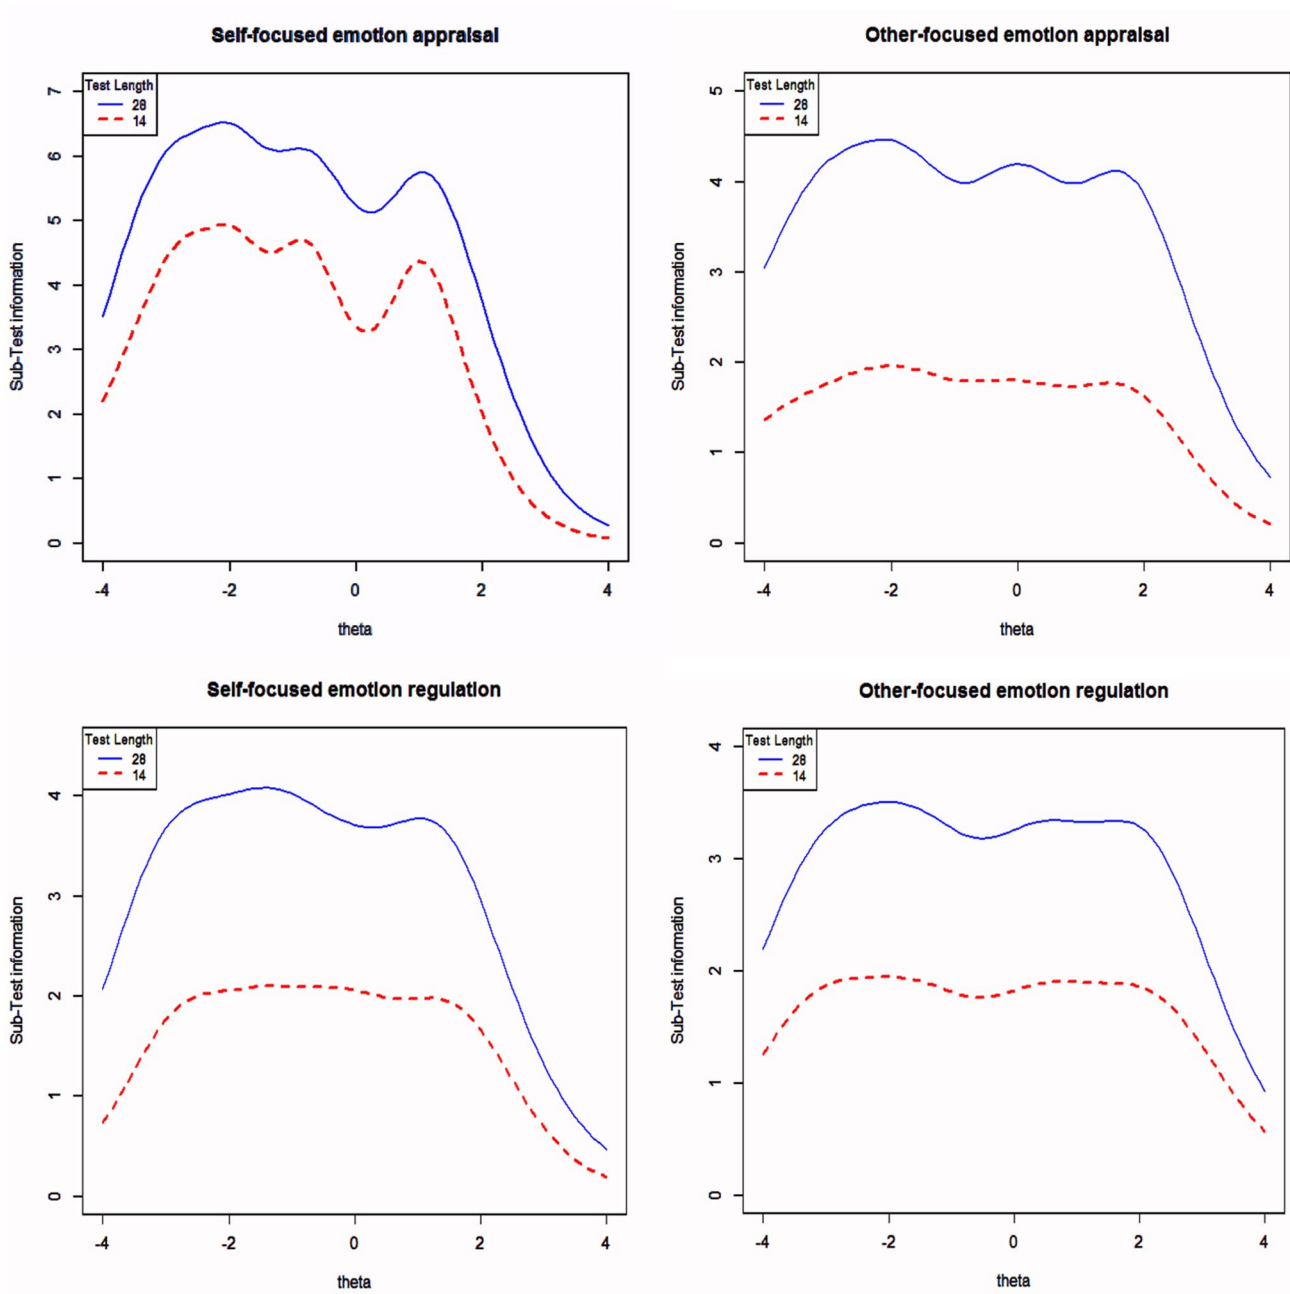 Self-focused emotion appraisal
Test Length
28
14
7
6
5
4
3
2
1
0
Sub-Test information
-4 -2 0 2 4
theta
Other-focused emotion appraisal
Test Length
28
14
5
4
3
2
1
0
Sub-Test information
-4 -2 0 2 4
theta
Self-focused emotion regulation
Test Length
28
14
4
3
2
1
0
Sub-Test information
-4 -2 0 2 4
theta
Other-focused emotion regulation
Test Length
28
14
4
3
2
1
0
Sub-Test information
-4 -2 0 2 4
theta